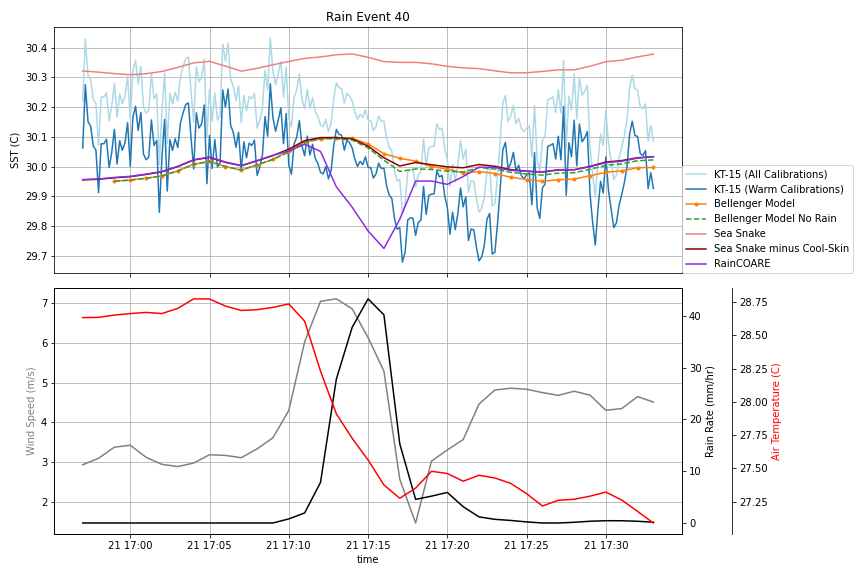 Rain Event 40
30.4
30.3
30.2
30.1
30.0
29.9
29.8
29.7
SST (C)
KT-15 (All Calibrations)
KT-15 (Warm Calibrations)
Bellenger Model
Bellenger Model No Rain
Sea Snake
Sea Snake minus Cool-Skin
RainCOARE
7
6
5
4
3
2
Wind Speed (m/s)
40
30
20
10
0
Rain Rate (mm/hr)
28.75
28.50
28.25
28.00
27.75
27.50
27.25
Air Temperature (C)
21 17:00
21 17:05
21 17:10
21 17:15
21 17:20
21 17:25
21 17:30
time